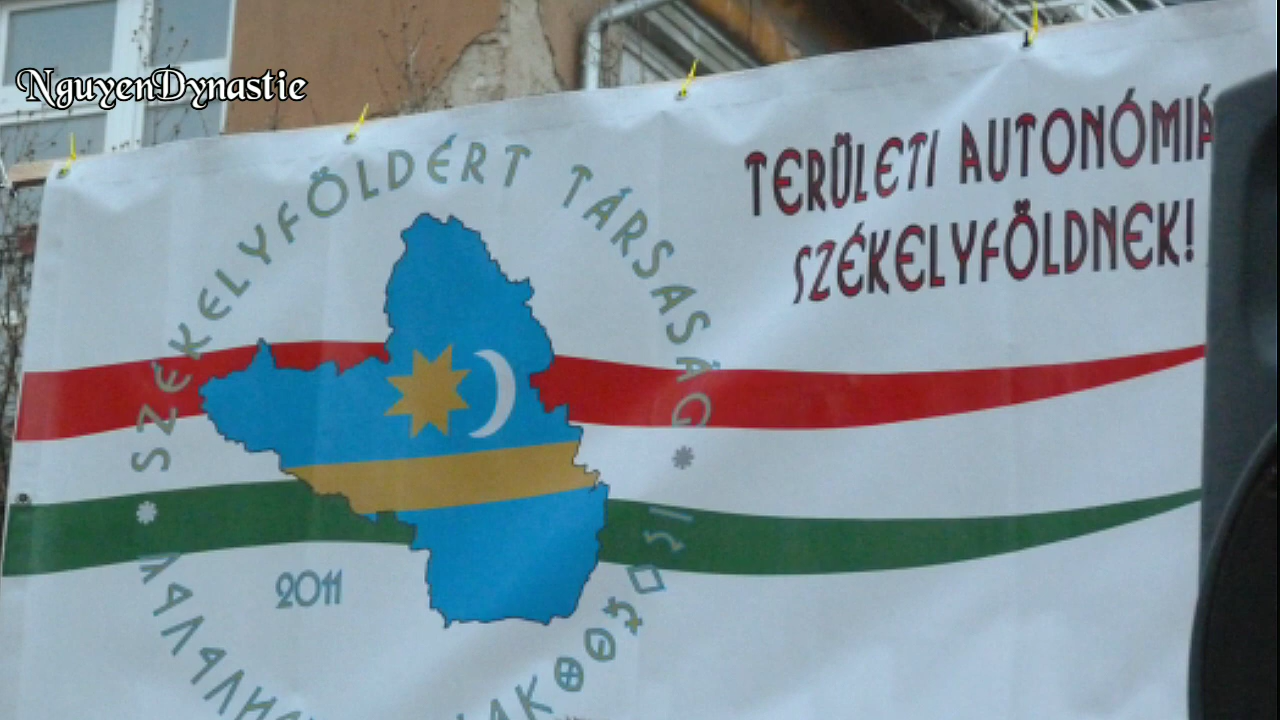 NguyenDynastie
SZÉKELYFÖLDÉRT TÁRSASÁG
TERÜLETI AUTONÓMIÁ
SZÉKELYFÖLDNEK!
2011